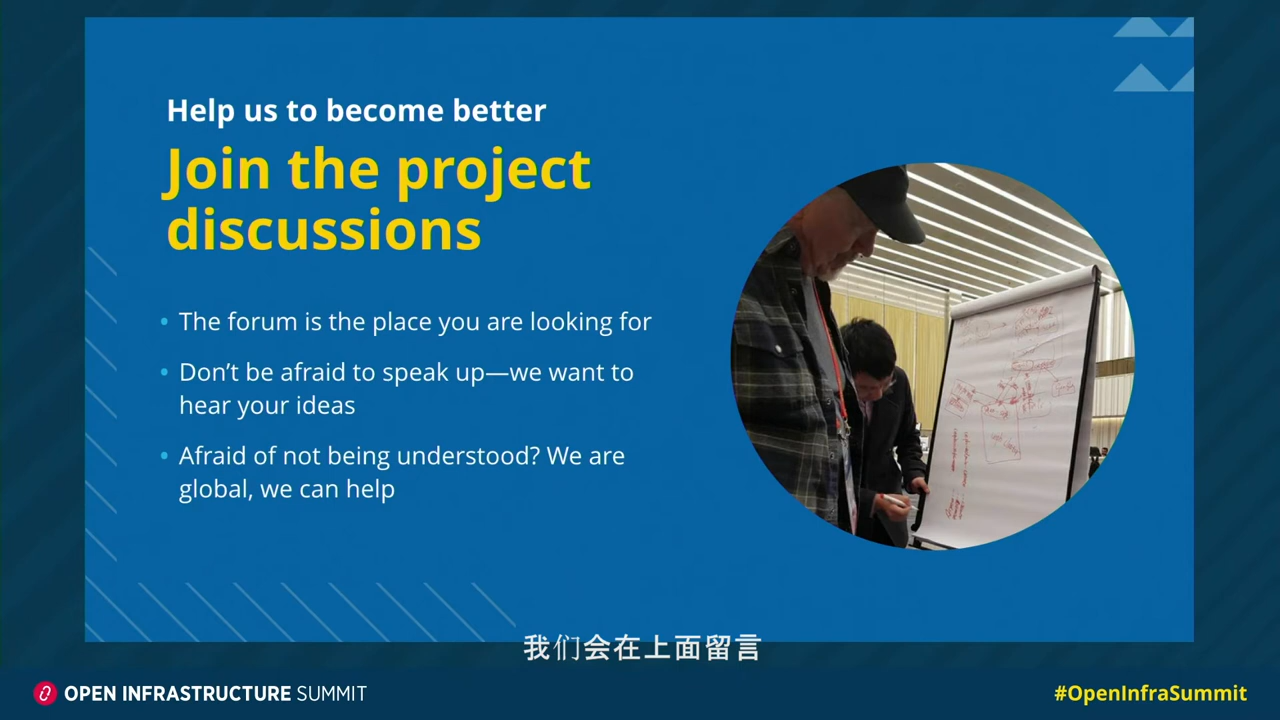 Help us to become better
Join the project
discussions
• The forum is the place you are looking for
• Don’t be afraid to speak up—we want to
hear your ideas
• Afraid of not being understood? We are
global, we can help
我们会在上面留言
OPEN INFRASTRUCTURE SUMMIT
#OpenInfraSummit